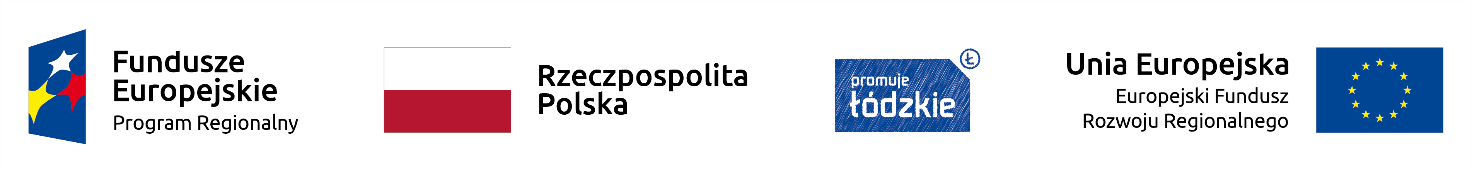 Fundusze
Europejskie
Program Regionalny
Rzeczpospolita
Polska
promuje
łódzkie
Ł
Unia Europejska
Europejski Fundusz
Rozwoju Regionalnego